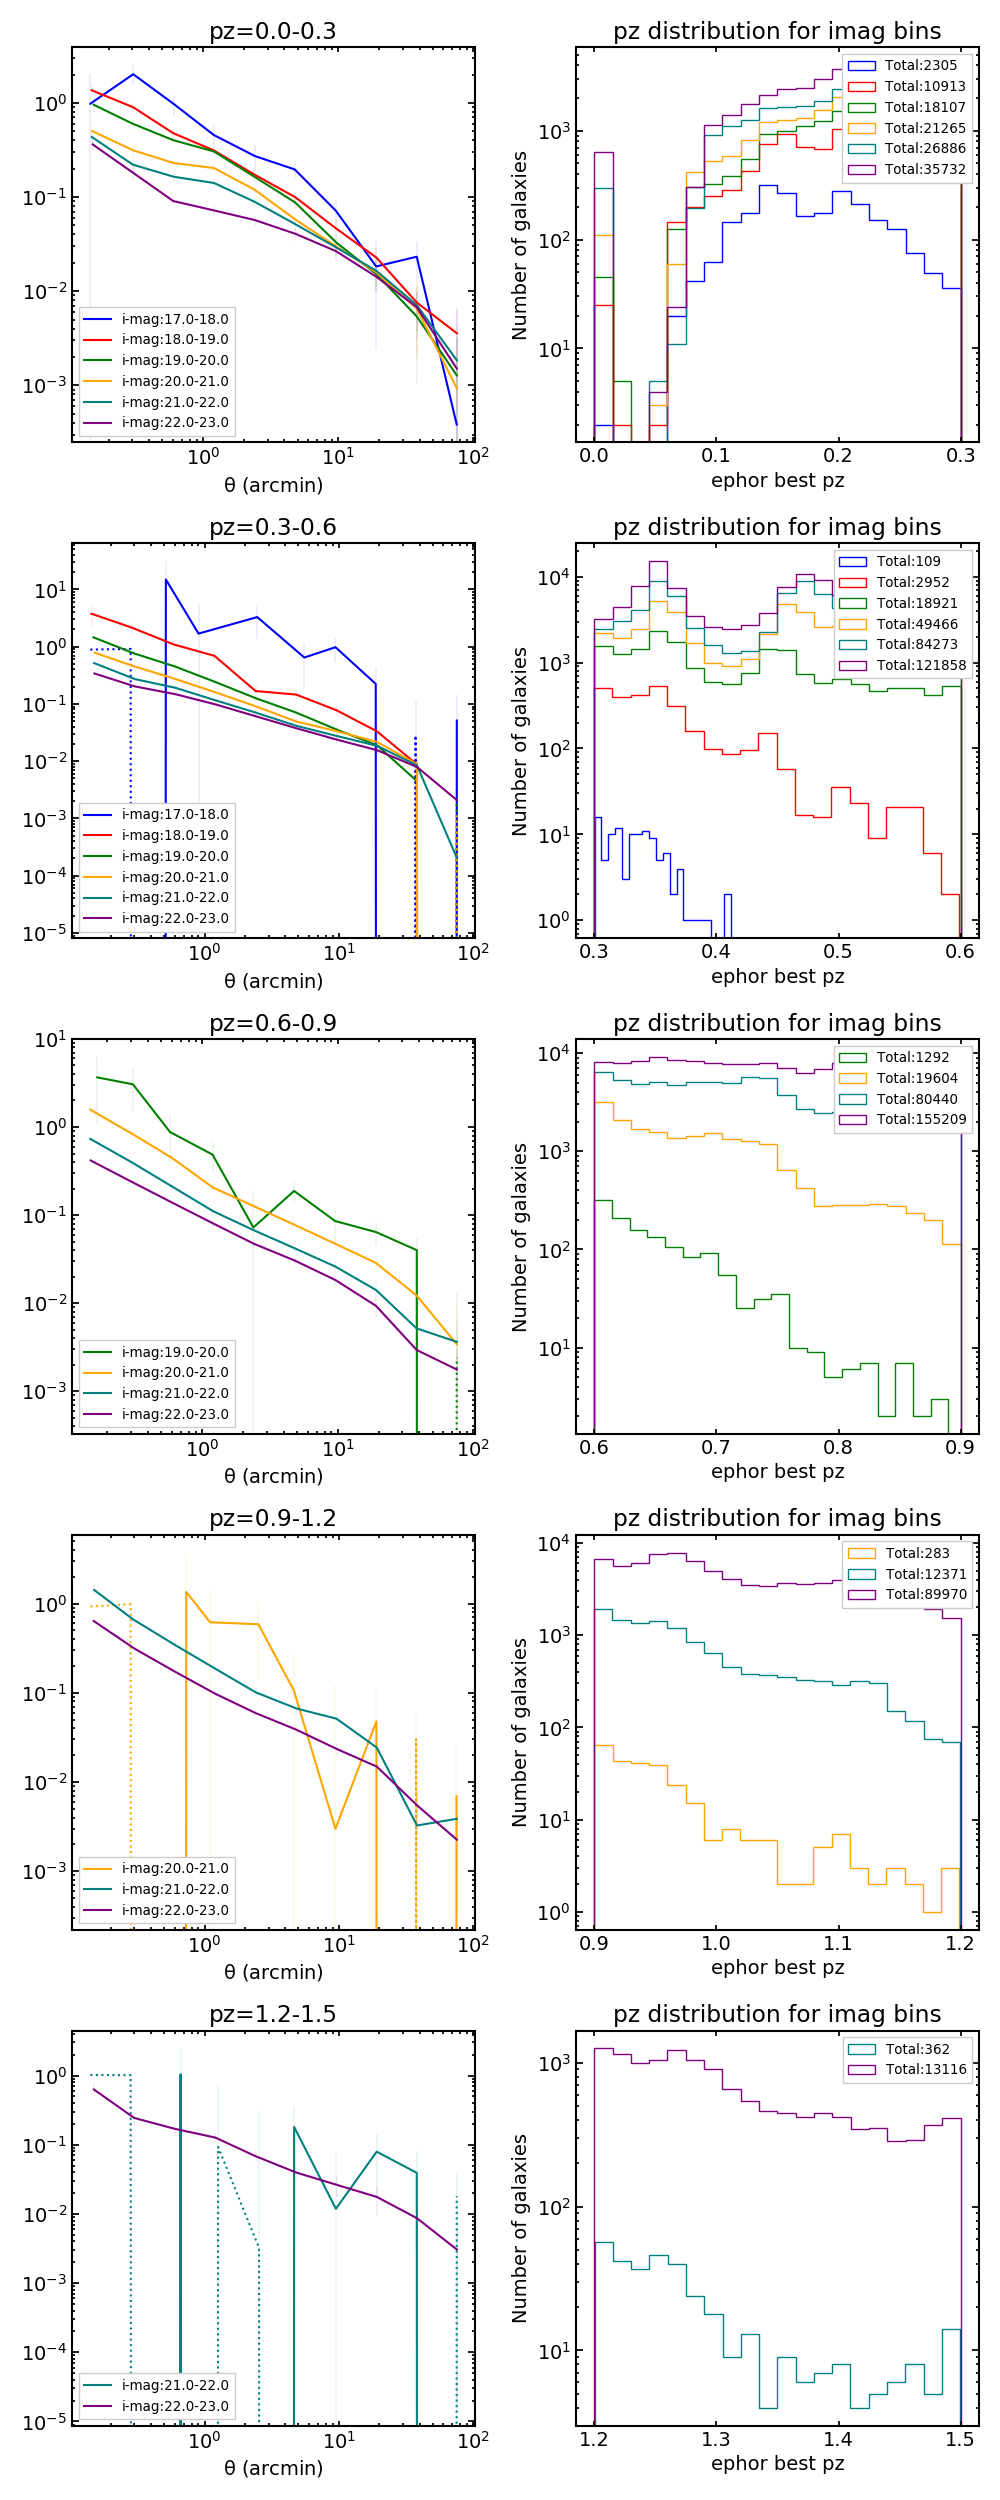 pz=0.0-0.3
10⁰
10⁻¹
10⁻²
10⁻³
i-mag:17.0-18.0
i-mag:18.0-19.0
i-mag:19.0-20.0
i-mag:20.0-21.0
i-mag:21.0-22.0
i-mag:22.0-23.0
10⁰ 10¹ 10²
θ (arcmin)
pz distribution for imag bins
Number of galaxies
10³
10²
10¹
Total:2305
Total:10913
Total:18107
Total:21265
Total:26886
Total:35732
0.0 0.1 0.2 0.3
ephor best pz
pz=0.3-0.6
10¹
10⁰
10⁻¹
10⁻²
10⁻³
10⁻⁴
10⁻⁵
i-mag:17.0-18.0
i-mag:18.0-19.0
i-mag:19.0-20.0
i-mag:20.0-21.0
i-mag:21.0-22.0
i-mag:22.0-23.0
10⁰ 10¹ 10²
θ (arcmin)
pz distribution for imag bins
Number of galaxies
10⁴
10³
10²
10¹
10⁰
Total:109
Total:2952
Total:18921
Total:49466
Total:84273
Total:121858
0.3 0.4 0.5 0.6
ephor best pz
pz=0.6-0.9
10¹
10⁰
10⁻¹
10⁻²
10⁻³
i-mag:19.0-20.0
i-mag:20.0-21.0
i-mag:21.0-22.0
i-mag:22.0-23.0
10⁰ 10¹ 10²
θ (arcmin)
pz distribution for imag bins
Number of galaxies
10⁴
10³
10²
10¹
Total:1292
Total:19604
Total:80440
Total:155209
0.6 0.7 0.8 0.9
ephor best pz
pz=0.9-1.2
10⁰
10⁻¹
10⁻²
10⁻³
i-mag:20.0-21.0
i-mag:21.0-22.0
i-mag:22.0-23.0
10⁰ 10¹ 10²
θ (arcmin)
pz distribution for imag bins
Number of galaxies
10⁴
10³
10²
10¹
10⁰
Total:283
Total:12371
Total:89970
0.9 1.0 1.1 1.2
ephor best pz
pz=1.2-1.5
10⁰
10⁻¹
10⁻²
10⁻³
10⁻⁴
10⁻⁵
i-mag:21.0-22.0
i-mag:22.0-23.0
10⁰ 10¹ 10²
θ (arcmin)
pz distribution for imag bins
Number of galaxies
10³
10²
10¹
Total:362
Total:13116
1.2 1.3 1.4 1.5
ephor best pz